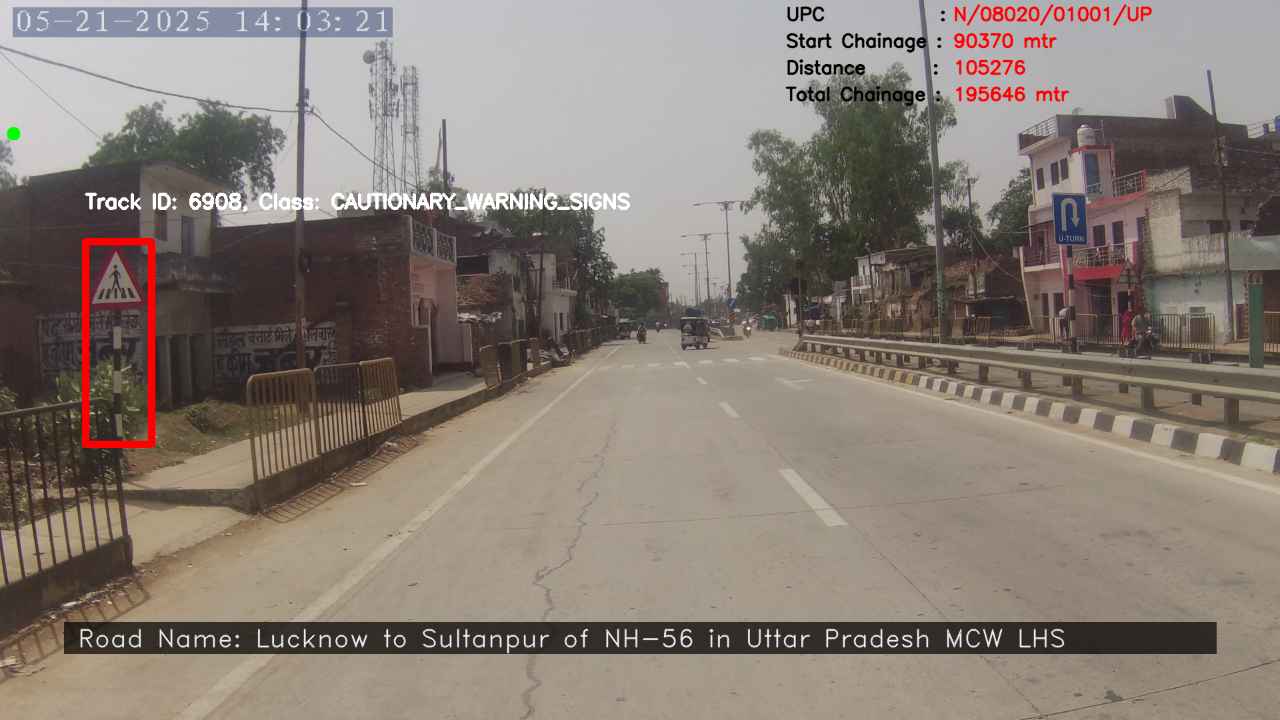 05-21-2025 14:03:21
UPC : N/08020/01001/UP
Start Chainage : 90370 mtr
Distance : 105276
Total Chainage : 195646 mtr
Track ID: 6908, Class: CAUTIONARY_WARNING_SIGNS
U-TURN
Road Name: Lucknow to Sultanpur of NH-56 in Uttar Pradesh MCW LHS